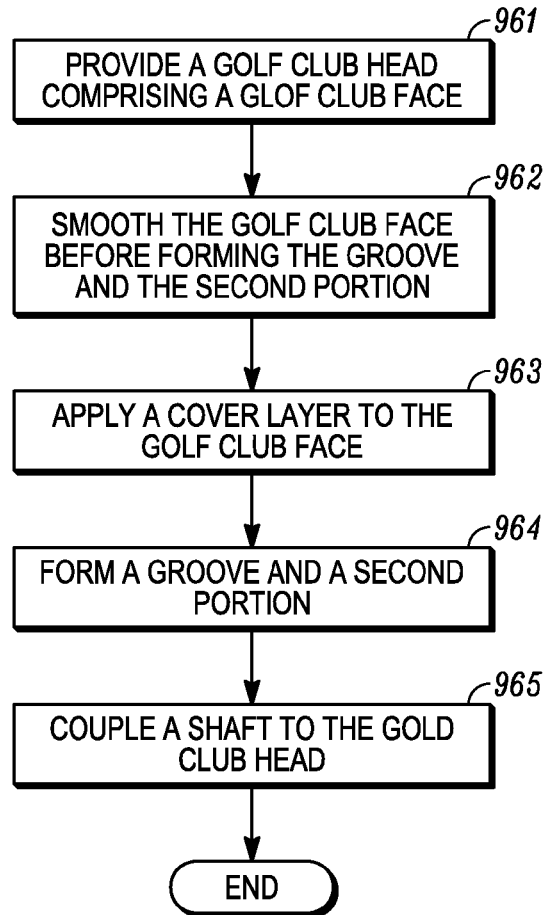 961
PROVIDE A GOLF CLUB HEAD
COMPRISING A GLOF CLUB FACE
962
SMOOTH THE GOLF CLUB FACE
BEFORE FORMING THE GROOVE
AND THE SECOND PORTION
963
APPLY A COVER LAYER TO THE
GOLF CLUB FACE
964
FORM A GROOVE AND A SECOND
PORTION
965
COUPLE A SHAFT TO THE GOLD
CLUB HEAD
END